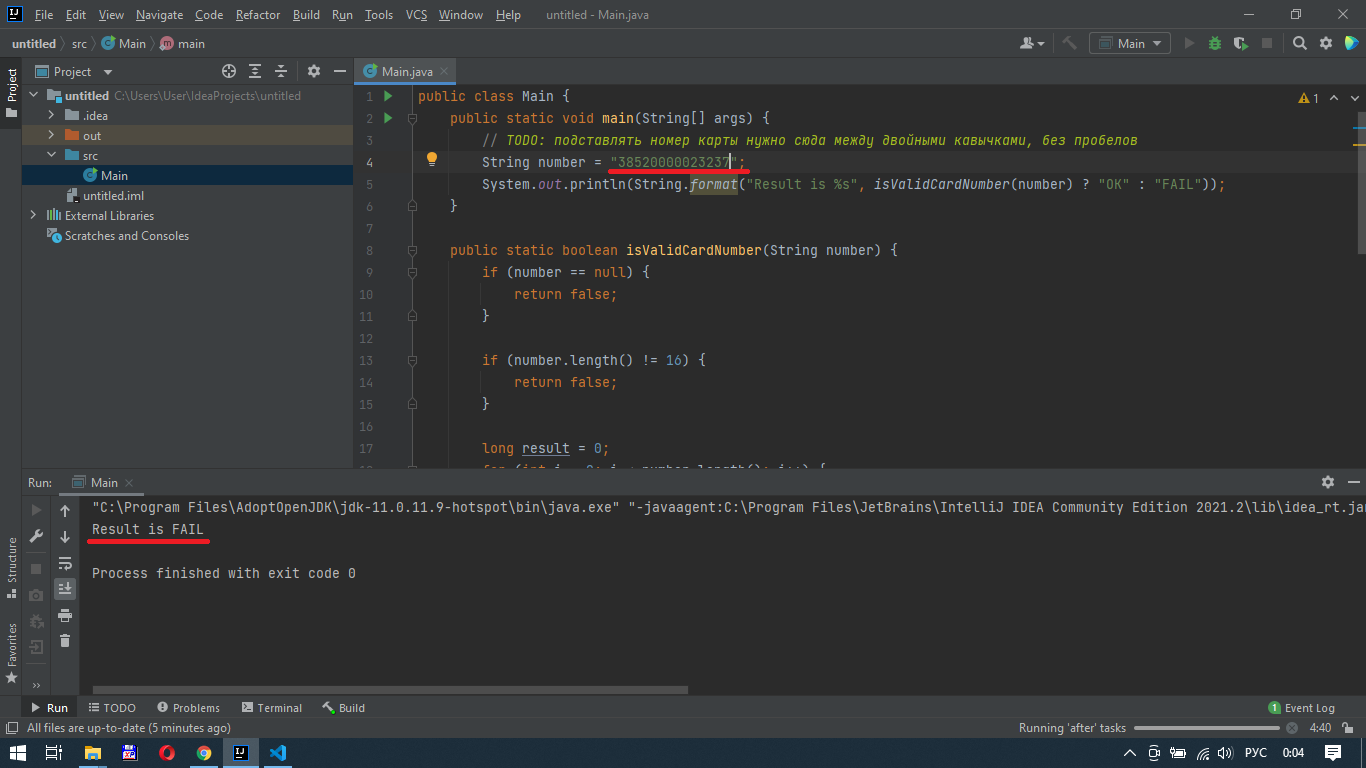 File Edit View Navigate Code Refactor Build Run Tools VCS Window Help untitled - Main.java
untitled src Main main
Main
Project
Project
Main.java
untitled C:\Users\User\IdeaProjects\untitled
.idea
out
src
Main
untitled.iml
External Libraries
Scratches and Consoles
1
1 public class Main {
2 public static void main(String[] args) {
3 // TODO: подставлять номер карты нужно сюда между двойными кавычками, без пробелов
4 String number = "38520000023237";
5 System.out.println(String.format("Result is %s", isValidCardNumber(number) ? "OK" : "FAIL"));
6 }
7
8 public static boolean isValidCardNumber(String number) {
9 if (number == null) {
10 return false;
11 }
12
13 if (number.length() != 16) {
14 return false;
15 }
16
17 long result = 0;
Run: Main
"C:\Program Files\AdoptOpenJDK\jdk-11.0.11.9-hotspot\bin\java.exe" "-javaagent:C:\Program Files\JetBrains\IntelliJ IDEA Community Edition 2021.2\lib\idea_rt.jar
Result is FAIL
Process finished with exit code 0
Structure
Favorites
Run TODO Problems Terminal Build 1 Event Log
All files are up-to-date (5 minutes ago) Running 'after' tasks 4:40
РУС 0:04